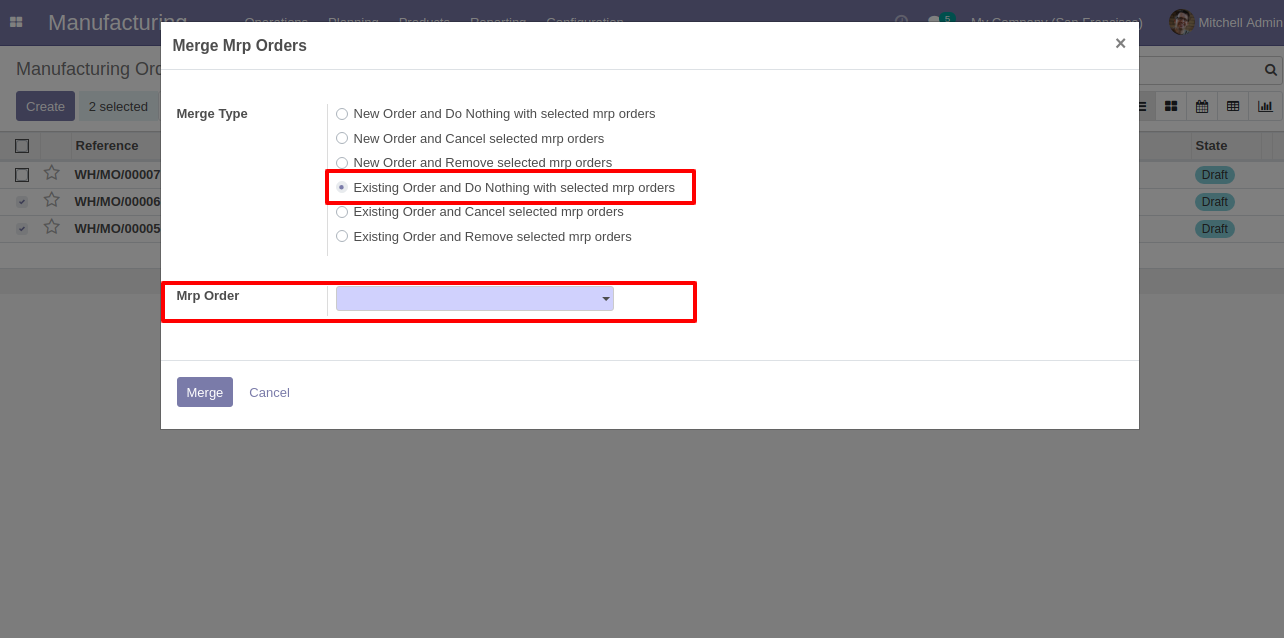 Manufacturing Operations Planning Products Reporting Configuration 5 My Company (San Francisco) Mitchell Admin
Merge Mrp Orders ×
Manufacturing Orc
Create 2 selected
Merge Type
New Order and Do Nothing with selected mrp orders
New Order and Cancel selected mrp orders
New Order and Remove selected mrp orders
Existing Order and Do Nothing with selected mrp orders
Existing Order and Cancel selected mrp orders
Existing Order and Remove selected mrp orders
Reference State
WH/MO/00007 Draft
WH/MO/00006 Draft
WH/MO/00005 Draft
Mrp Order
Merge Cancel